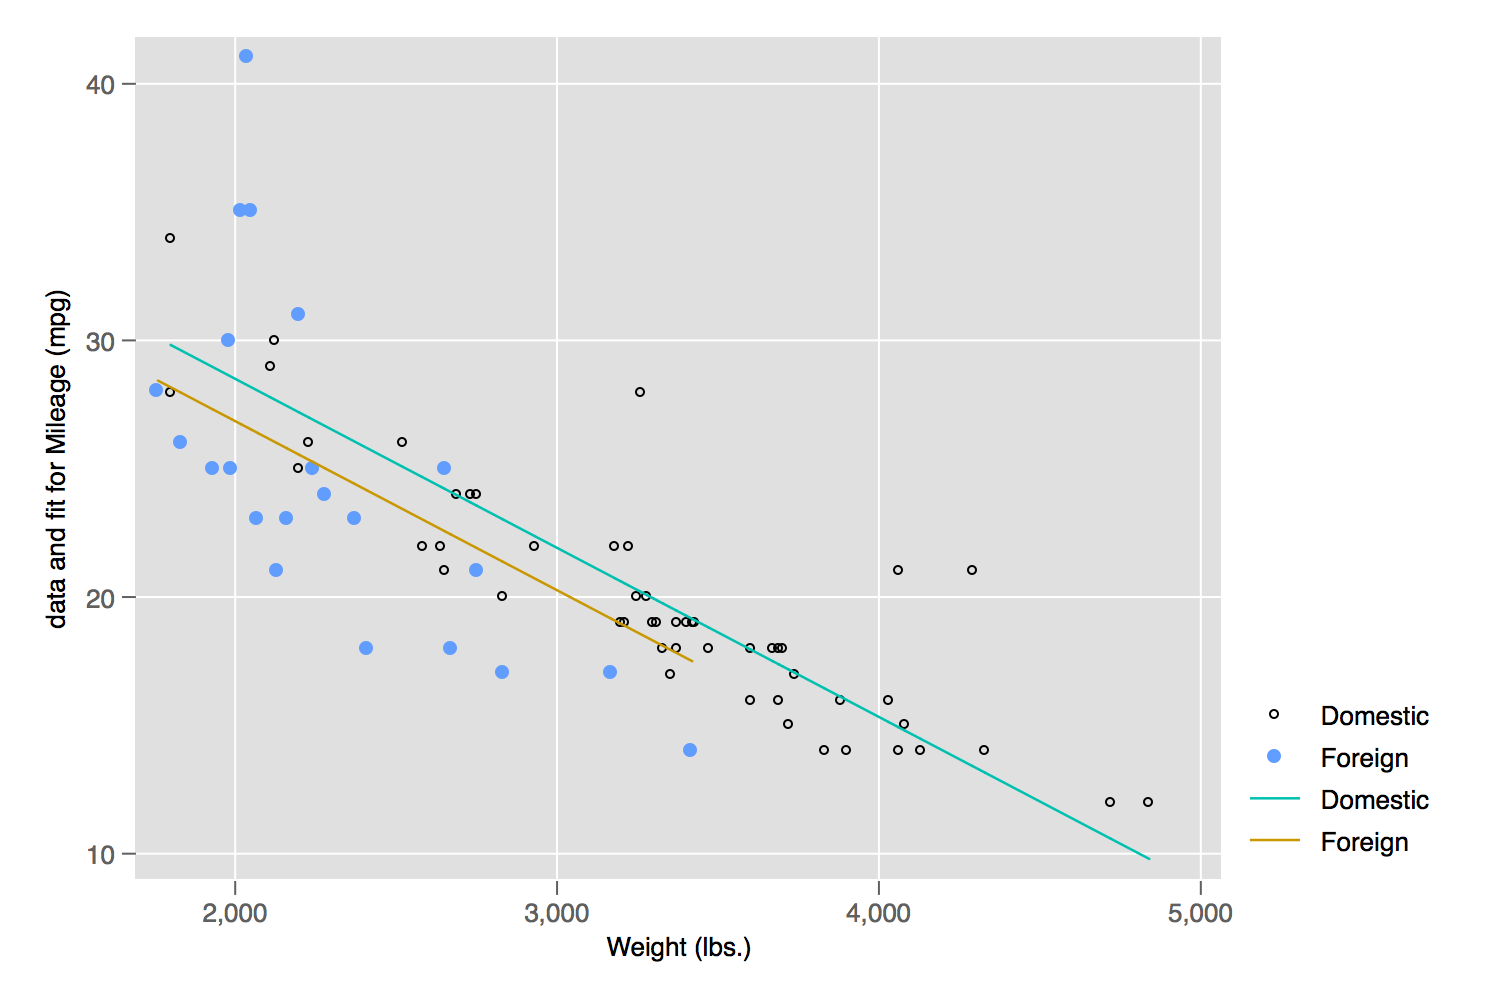 data and fit for Mileage (mpg)
40
30
20
10
2,000
3,000
4,000
5,000
Weight (lbs.)
Domestic
Foreign
Domestic
Foreign